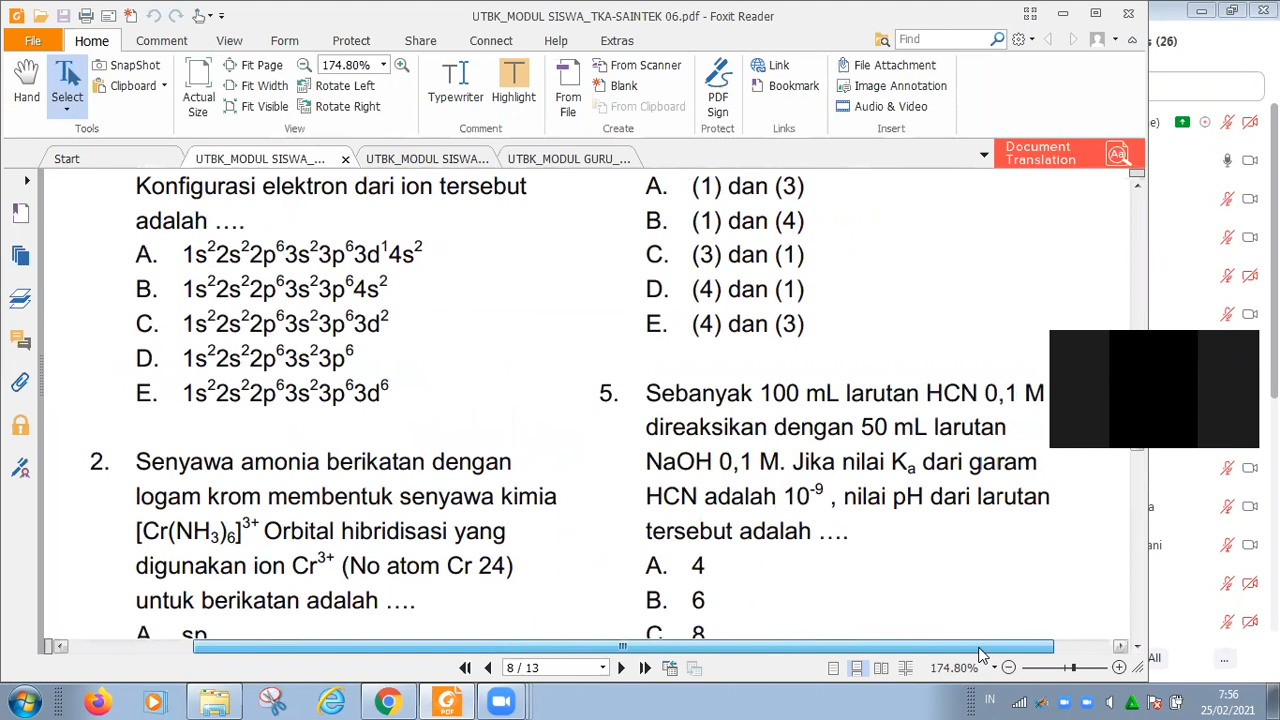 UTBK_MODUL SISWA_TKA-SAINTEK 06.pdf - Foxit Reader
File Home Comment View Form Protect Share Connect Help Extras Find
s (26)
Hand
Select
SnapShot
Clipboard
Tools
Actual Size
Fit Page
Fit Width
Fit Visible
174.80%
Rotate Left
Rotate Right
View
Typewriter
Highlight
Comment
From File
From Scanner
Blank
From Clipboard
Create
PDF Sign
Protect
Link
Bookmark
Links
File Attachment
Image Annotation
Audio & Video
Insert
e)
Start UTBK_MODUL SISWA_... UTBK_MODUL SISWA... UTBK_MODUL GURU_...
Document Translation
Konfigurasi elektron dari ion tersebut
adalah ….
A. 1s²2s²2p⁶3s²3p⁶3d¹4s²
B. 1s²2s²2p⁶3s²3p⁶4s²
C. 1s²2s²2p⁶3s²3p⁶3d²
D. 1s²2s²2p⁶3s²3p⁶
E. 1s²2s²2p⁶3s²3p⁶3d⁶
2. Senyawa amonia berikatan dengan
logam krom membentuk senyawa kimia
[Cr(NH₃)₆]³⁺ Orbital hibridisasi yang
digunakan ion Cr³⁺ (No atom Cr 24)
untuk berikatan adalah ….
A. sp
A. (1) dan (3)
B. (1) dan (4)
C. (3) dan (1)
D. (4) dan (1)
E. (4) dan (3)
5. Sebanyak 100 mL larutan HCN 0,1 M
direaksikan dengan 50 mL larutan
NaOH 0,1 M. Jika nilai Kₐ dari garam
HCN adalah 10⁻⁹ , nilai pH dari larutan
tersebut adalah ….
A. 4
B. 6
C. 8
a
ani
All ...
8 / 13
174.80%
IN
7:56
25/02/2021